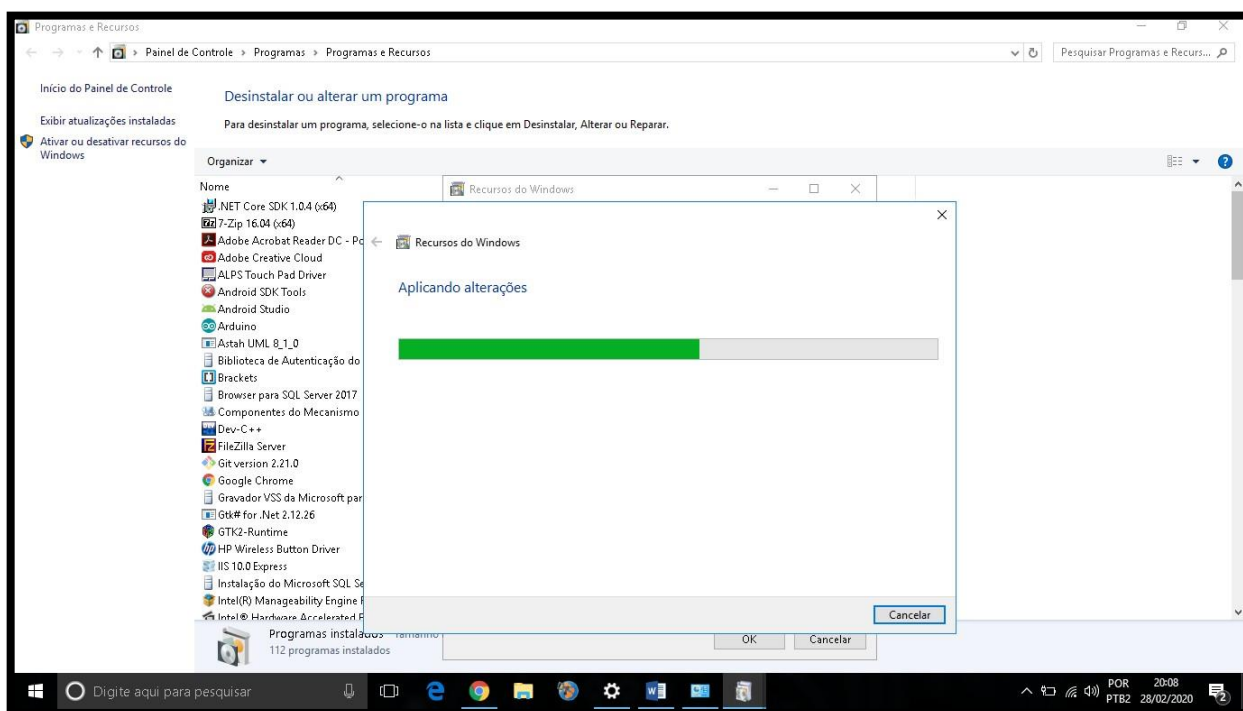 Programas e Recursos
Painel de Controle > Programas > Programas e Recursos
Pesquisar Programas e Recurs...
Início do Painel de Controle
Exibir atualizações instaladas
Ativar ou desativar recursos do
Windows
Desinstalar ou alterar um programa
Para desinstalar um programa, selecione-o na lista e clique em Desinstalar, Alterar ou Reparar.
Organizar
Nome
.NET Core SDK 1.0.4 (x64)
7-Zip 16.04 (x64)
Adobe Acrobat Reader DC - Po
Adobe Creative Cloud
ALPS Touch Pad Driver
Android SDK Tools
Android Studio
Arduino
Astah UML 8_1_0
Biblioteca de Autenticação do
Brackets
Browser para SQL Server 2017
Componentes do Mecanismo
Dev-C++
FileZilla Server
Git version 2.21.0
Google Chrome
Gravador VSS da Microsoft par
Gtk# for .Net 2.12.26
GTK2-Runtime
HP Wireless Button Driver
IIS 10.0 Express
Instalação do Microsoft SQL Se
Intel(R) Manageability Engine F
Intel® Hardware Accelerated E
Recursos do Windows
Recursos do Windows
Aplicando alterações
Cancelar
OK Cancelar
Programas instalados Tamanho
112 programas instalados
Digite aqui para pesquisar
POR
PTB2
20:08
28/02/2020
2